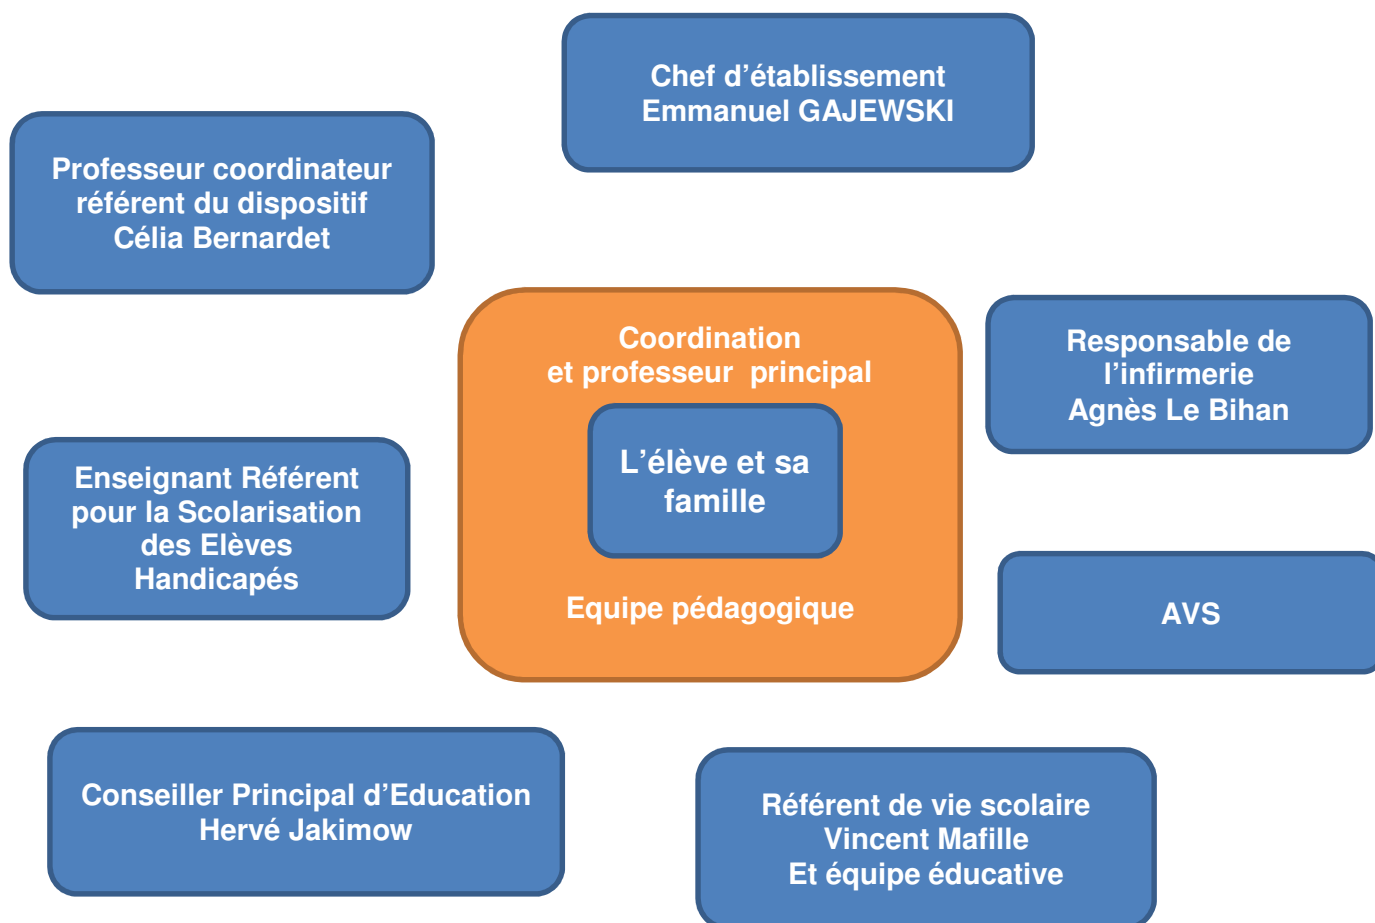 Chef d’établissement
Emmanuel GAJEWSKI
Professeur coordinateur
référent du dispositif
Célia Bernardet
Coordination
et professeur principal
Responsable de
l’infirmerie
Agnès Le Bihan
L’élève et sa
famille
Enseignant Référent
pour la Scolarisation
des Elèves
Handicapés
Equipe pédagogique
AVS
Conseiller Principal d’Education
Hervé Jakimow
Référent de vie scolaire
Vincent Mafille
Et équipe éducative